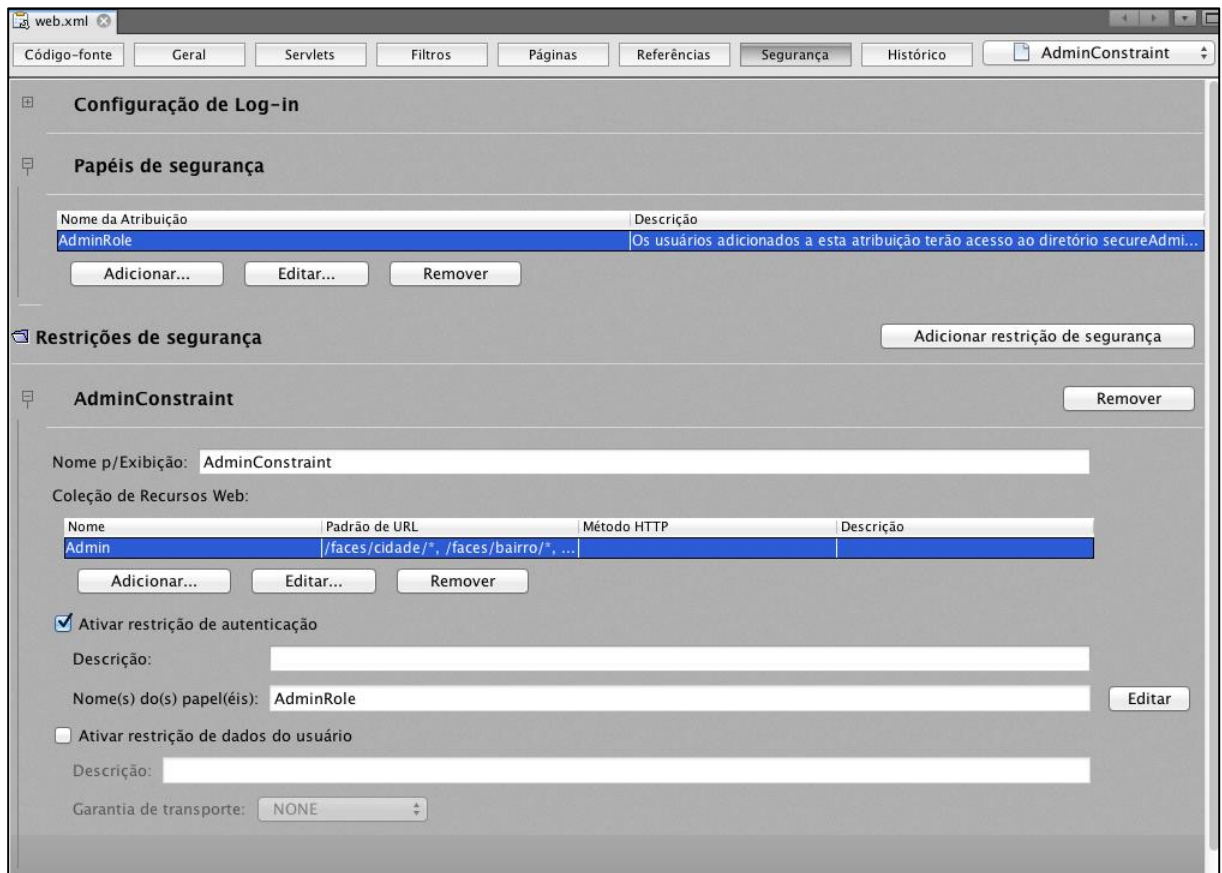 web.xml
Código-fonte Geral Servlets Filtros Páginas Referências Segurança Histórico AdminConstraint
Configuração de Log-in
Papéis de segurança
Nome da Atribuição Descrição
AdminRole Os usuários adicionados a esta atribuição terão acesso ao diretório secureAdmi...
Adicionar... Editar... Remover
Restrições de segurança Adicionar restrição de segurança
AdminConstraint Remover
Nome p/Exibição: AdminConstraint
Coleção de Recursos Web:
Nome Padrão de URL Método HTTP Descrição
Admin /faces/cidade/*, /faces/bairro/*, ...
Adicionar... Editar... Remover
Ativar restrição de autenticação
Descrição:
Nome(s) do(s) papel(éis): AdminRole Editar
Ativar restrição de dados do usuário
Descrição:
Garantia de transporte: NONE